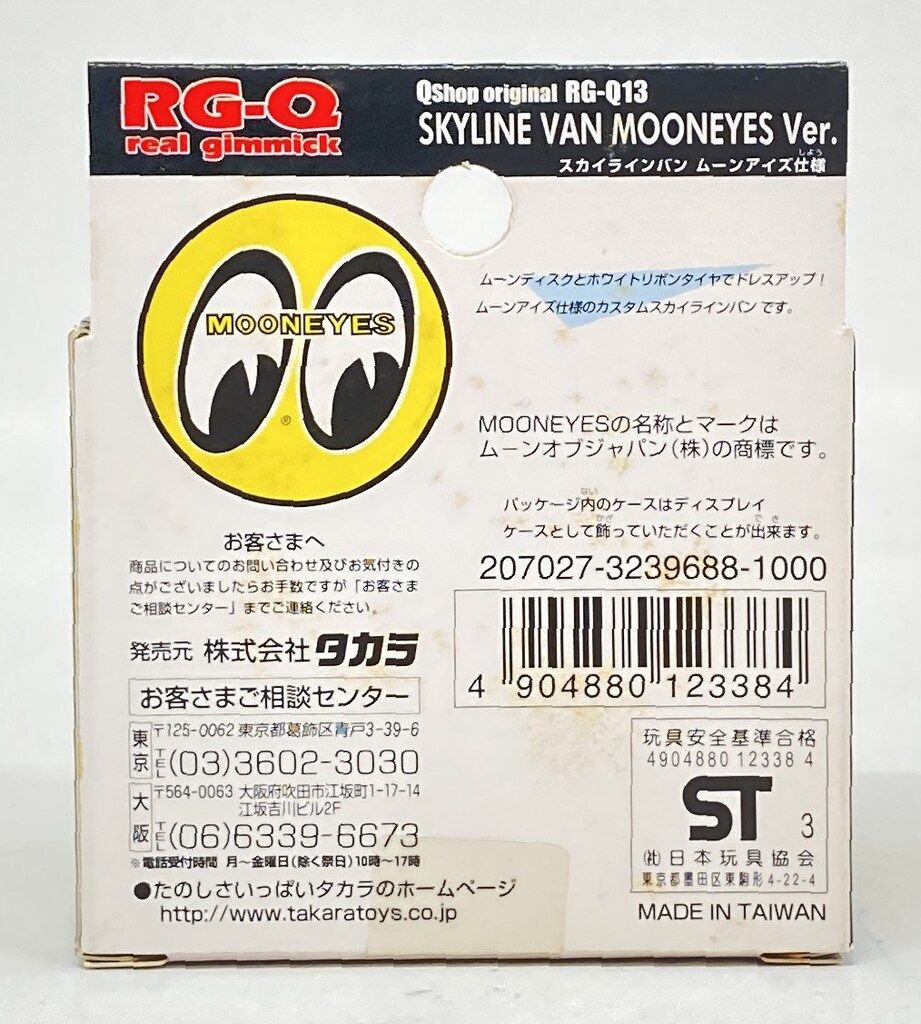 RG-Q
real gimmick
QShop original RG-Q13
SKYLINE VAN MOONEYES Ver.
しよう
スカイラインバン ムーンアイズ仕様
MOONEYES
®
ムーンディスクとホワイトリボンタイヤでドレスアップ！
ムーンアイズ仕様のカスタムスカイラインバンです。
MOONEYESの名称とマークは
ムーンオブジャパン(株)の商標です。
ない
パッケージ内のケースはディスプレイ
かざ でき
ケースとして飾っていただくことが出来ます。
207027-3239688-1000
4 904880 123384
お客さまへ
商品についてのお問い合わせ及びお気付きの
点がございましたらお手数ですが「お客さま
ご相談センター」までご連絡ください。
発売元 株式会社タカラ
お客さまご相談センター
東京 〒125-0062 東京都葛飾区青戸3-39-6
TEL(03)3602-3030
大阪 〒564-0063 大阪府吹田市江坂町1-17-14
江坂吉川ビル2F
TEL(06)6339-6673
※電話受付時間 月〜金曜日(除く祭日)10時〜17時
●たのしさいっぱいタカラのホームページ
http://www.takaratoys.co.jp
玩具安全基準合格
4904880 12338 4
ST 3
(社)日本玩具協会
東京都墨田区東駒形4-22-4
MADE IN TAIWAN